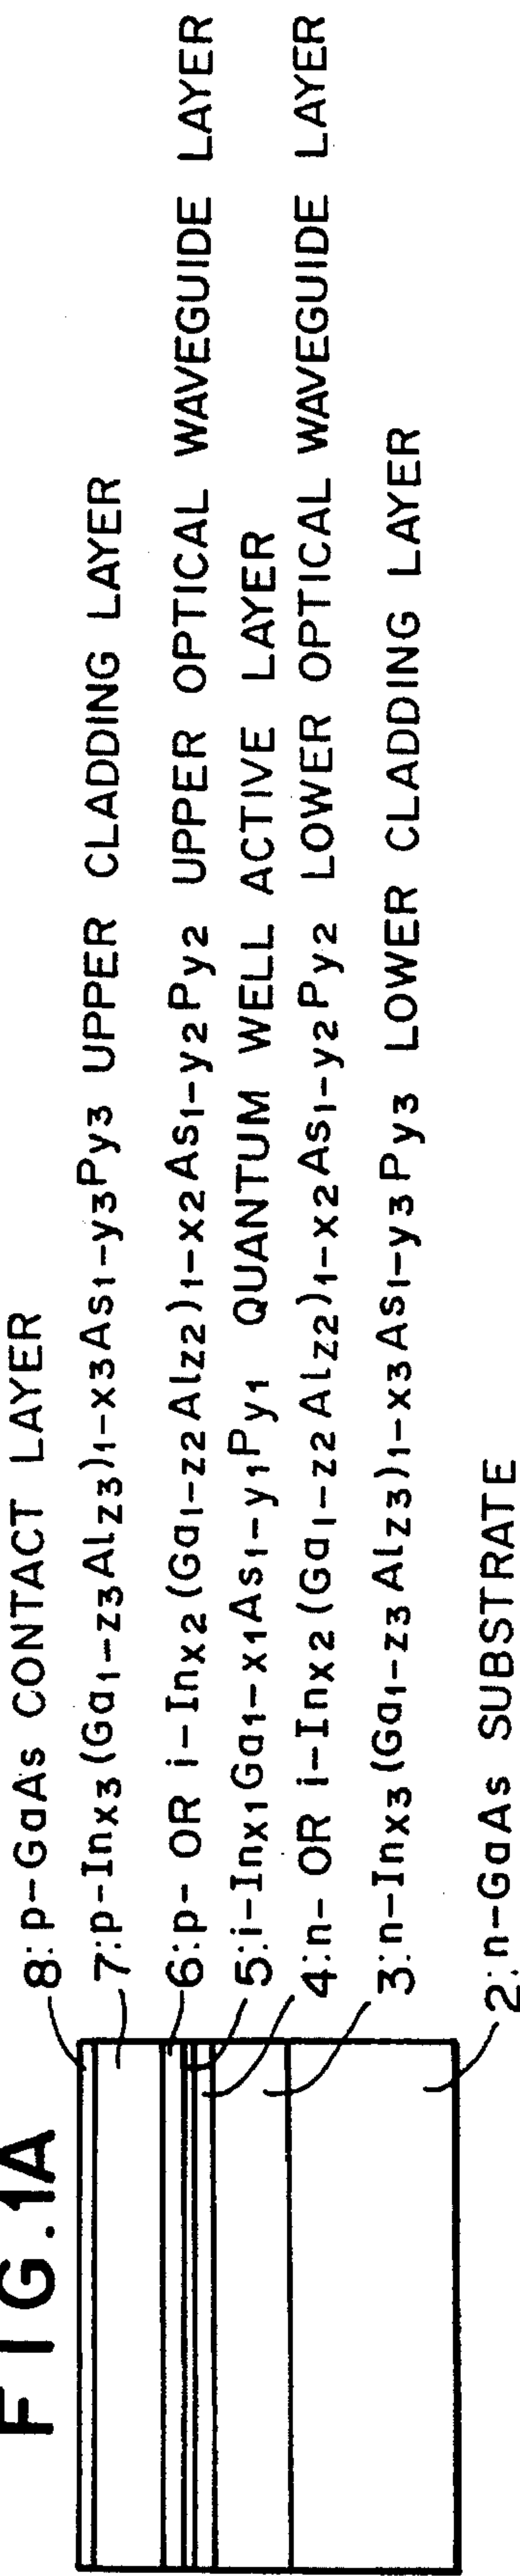 FIG.1A
8: p-GaAs CONTACT LAYER
7: p-Inx3(Ga1-z3Alz3)1-x3As1-y3Py3 UPPER CLADDING LAYER
6: p- OR i-Inx2(Ga1-z2Alz2)1-x2As1-y2Py2 UPPER OPTICAL WAVEGUIDE LAYER
5: i-Inx1Ga1-x1As1-y1Py1 QUANTUM WELL ACTIVE LAYER
4: n- OR i-Inx2(Ga1-z2Alz2)1-x2As1-y2Py2 LOWER OPTICAL WAVEGUIDE LAYER
3: n-Inx3(Ga1-z3Alz3)1-x3As1-y3Py3 LOWER CLADDING LAYER
2: n-GaAs SUBSTRATE